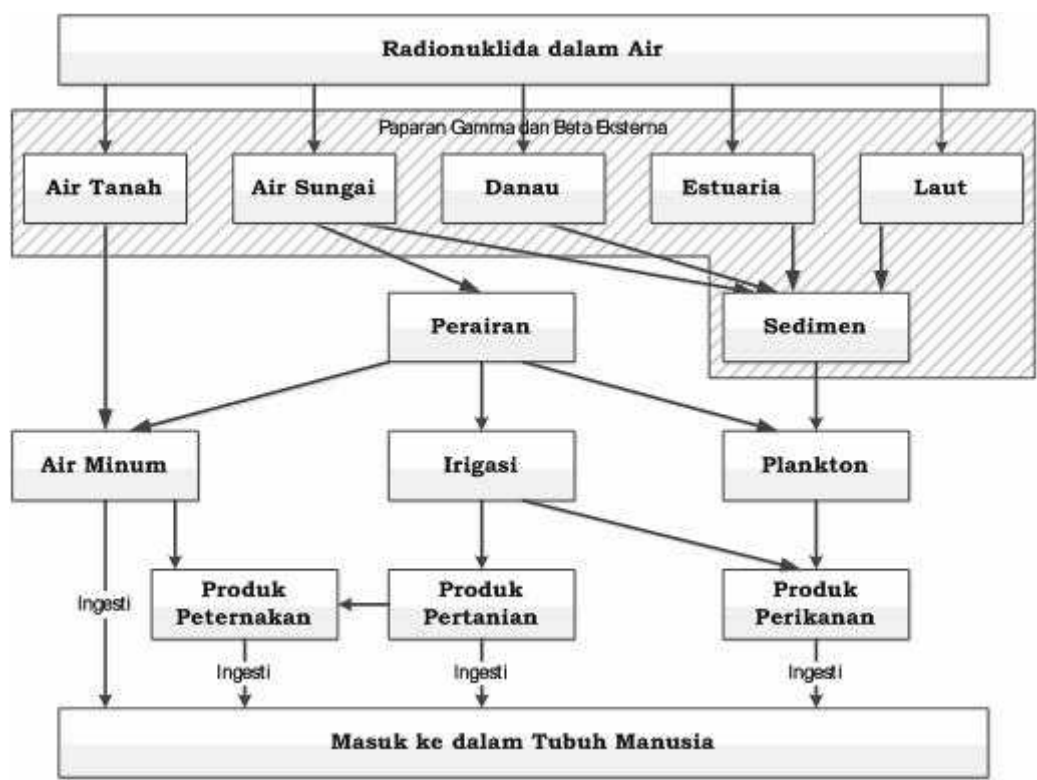 Radionuklida dalam Air
Paparan Gamma dan Beta Eksterna
Air Tanah
Air Sungai
Danau
Estuaria
Laut
Perairan
Sedimen
Air Minum
Irigasi
Plankton
Produk
Peternakan
Produk
Pertanian
Produk
Perikanan
Ingesti
Ingesti
Ingesti
Ingesti
Masuk ke dalam Tubuh Manusia